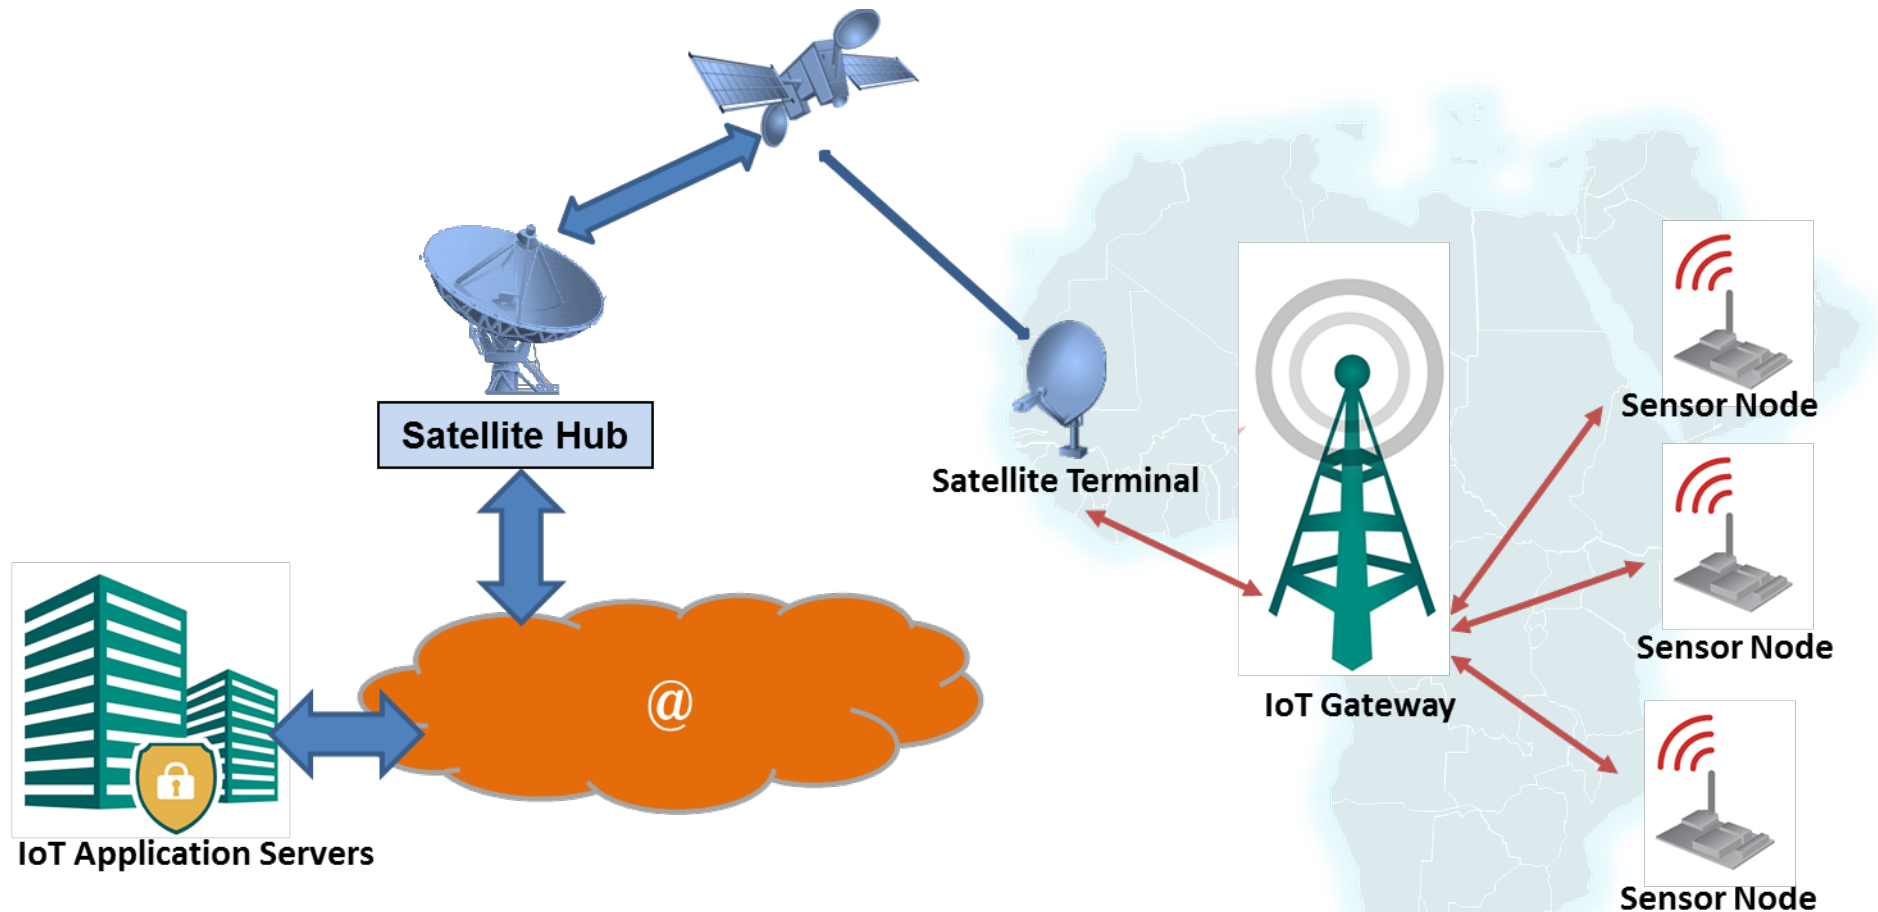 Satellite Hub
Satellite Terminal
Sensor Node
Sensor Node
IoT Gateway
@
IoT Application Servers
Sensor Node